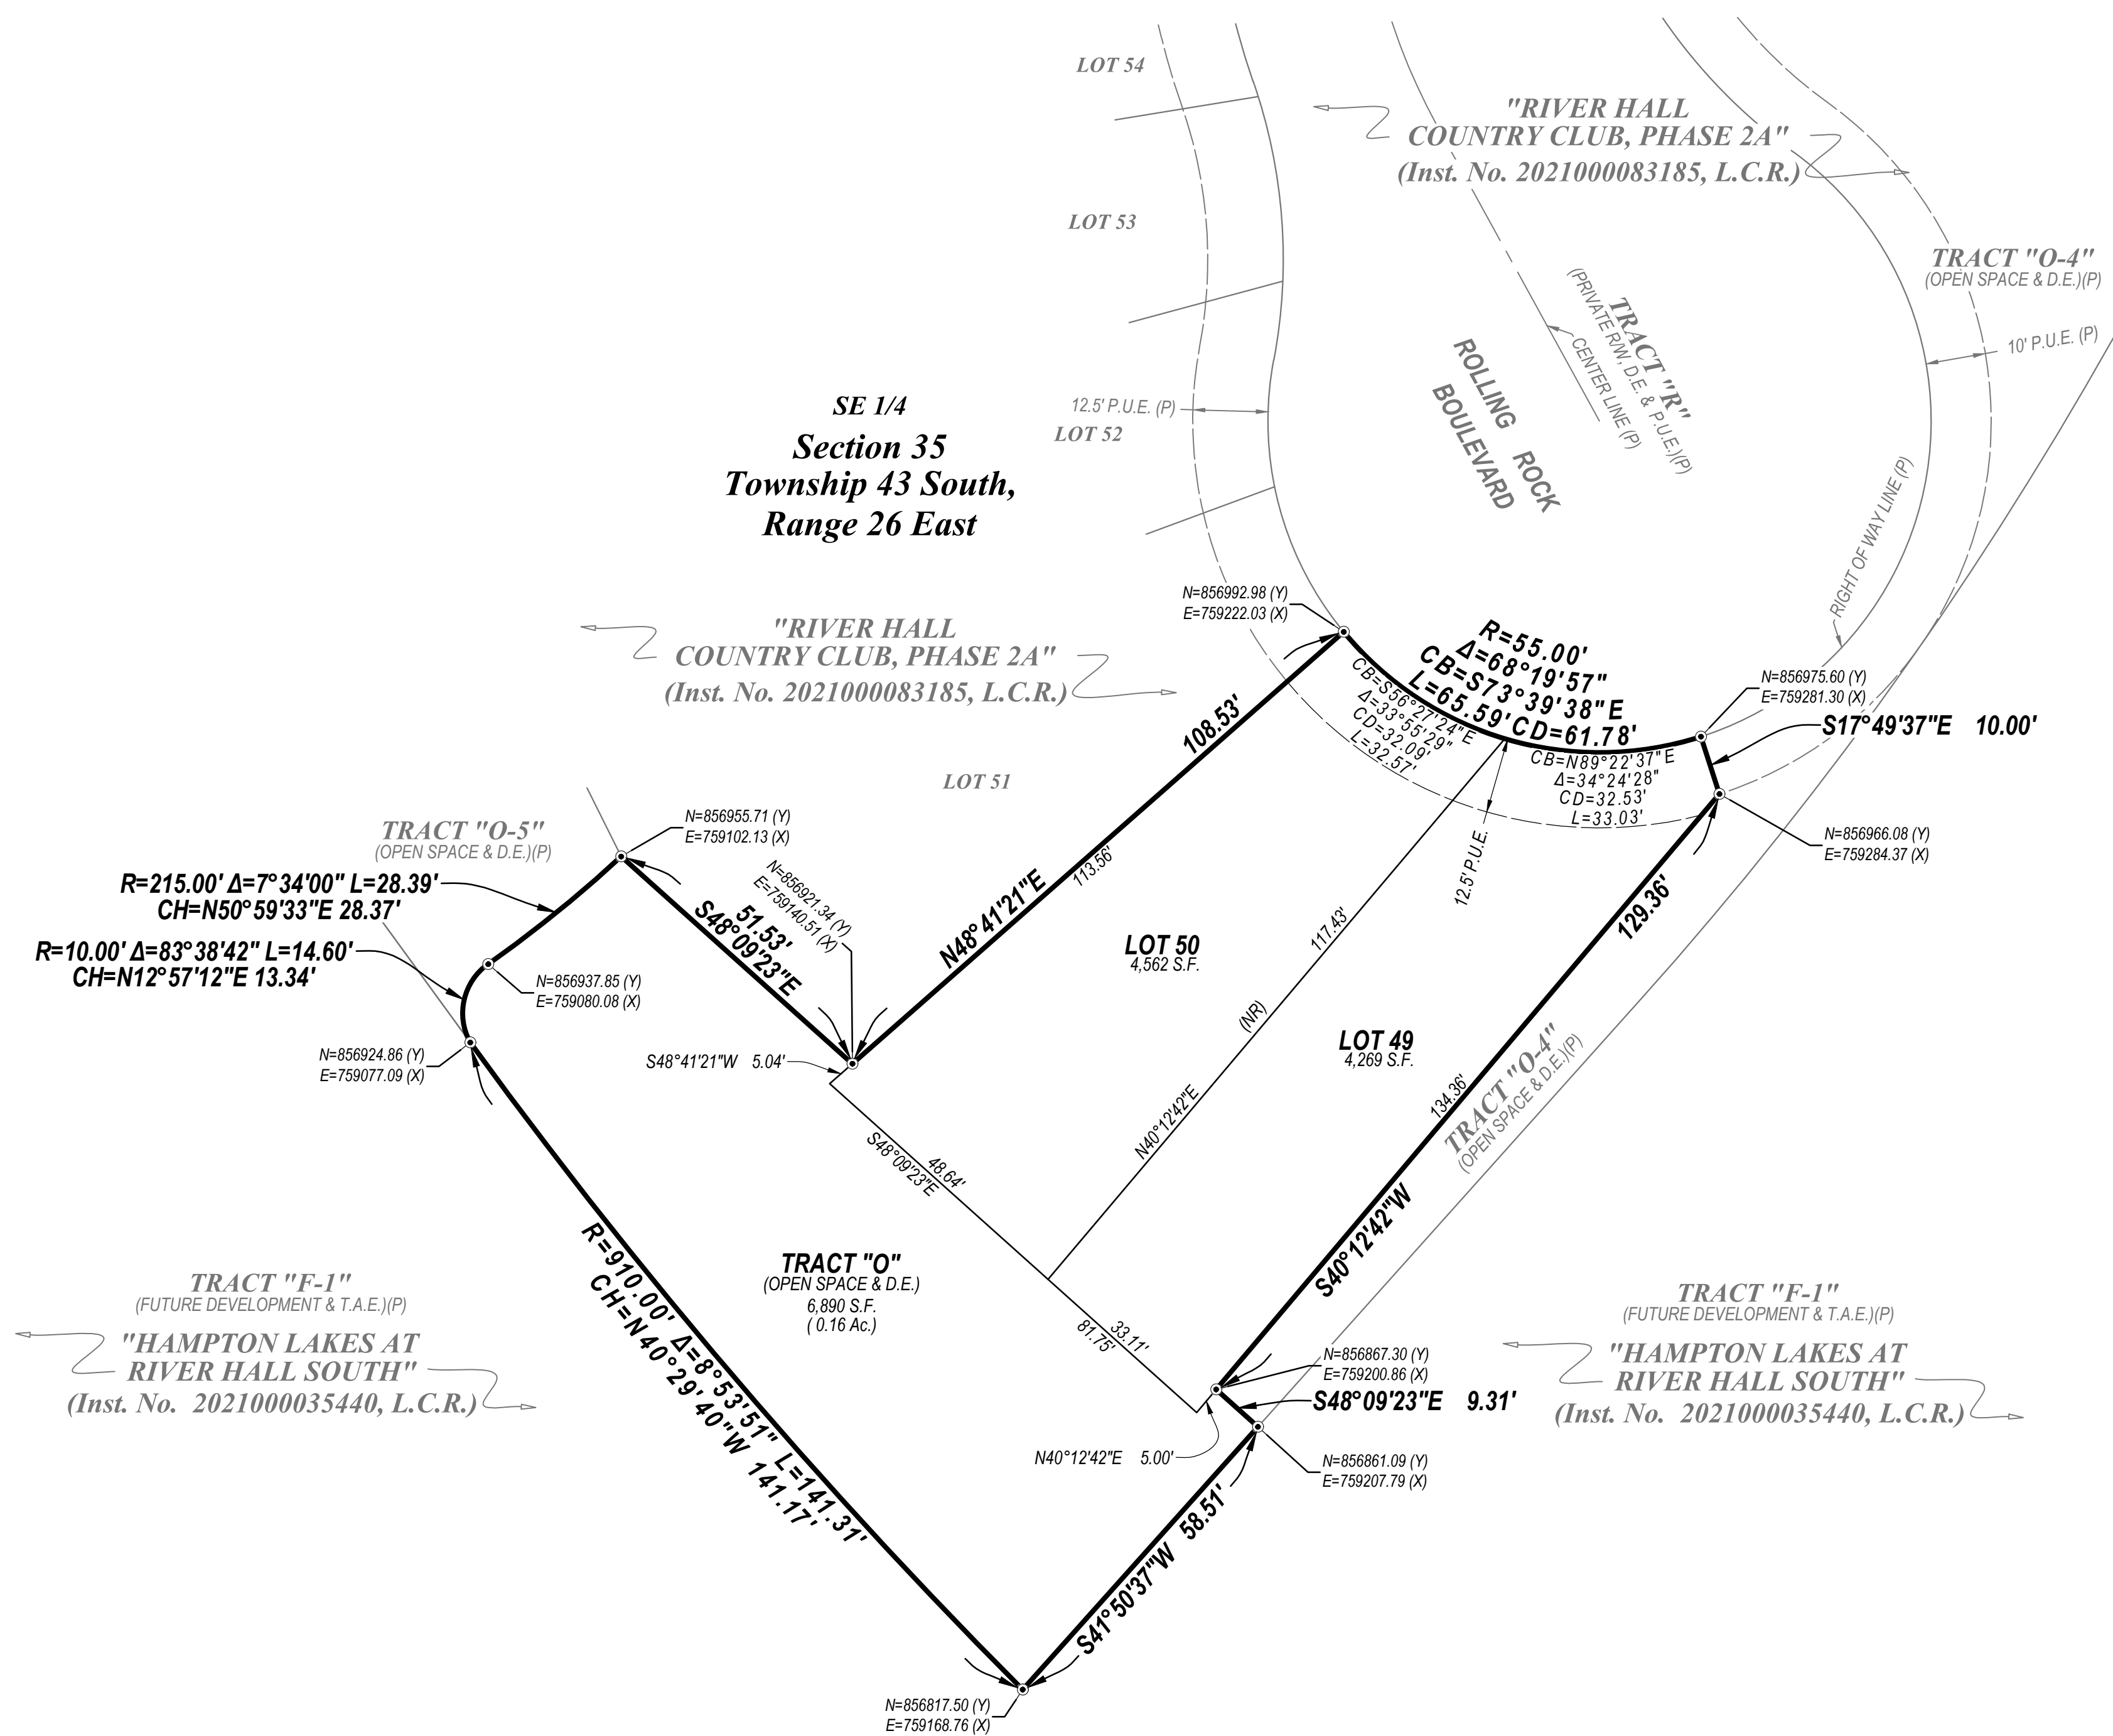 LOT 54
"RIVER HALL
COUNTRY CLUB, PHASE 2A"
(Inst. No. 2021000083185, L.C.R.)
LOT 53
TRACT "O-4"
(OPEN SPACE & D.E.)(P)
10' P.U.E. (P)
TRACT "R"
(PRIVATE R/W, D.E. & P.U.E.)(P)
CENTER LINE (P)
ROLLING ROCK
BOULEVARD
12.5' P.U.E. (P)
LOT 52
SE 1/4
Section 35
Township 43 South,
Range 26 East
RIGHT OF WAY LINE (P)
N=856992.98 (Y)
E=759222.03 (X)
"RIVER HALL
COUNTRY CLUB, PHASE 2A"
(Inst. No. 2021000083185, L.C.R.)
R=55.00'
Δ=68°19'57"
CB=S73°39'38"E
L=65.59' CD=61.78'
CB=S56°27'24"E
Δ=33°55'29"
CD=32.09'
L=32.57'
CB=N89°22'37"E
Δ=34°24'28"
CD=32.53'
L=33.03'
N=856975.60 (Y)
E=759281.30 (X)
S17°49'37"E 10.00'
LOT 51
N48°41'21"E
108.53'
113.56'
N=856955.71 (Y)
E=759102.13 (X)
TRACT "O-5"
(OPEN SPACE & D.E.)(P)
N=856921.34 (Y)
E=759140.51 (X)
51.53'
S48°09'23"E
N=856966.08 (Y)
E=759284.37 (X)
12.5' P.U.E.
R=215.00' Δ=7°34'00" L=28.39'
CH=N50°59'33"E 28.37'
R=10.00' Δ=83°38'42" L=14.60'
CH=N12°57'12"E 13.34'
N=856937.85 (Y)
E=759080.08 (X)
LOT 50
4,562 S.F.
117.43'
(NR)
N40°12'42"E
129.36'
134.36'
S40°12'42"W
LOT 49
4,269 S.F.
N=856924.86 (Y)
E=759077.09 (X)
S48°41'21"W 5.04'
TRACT "O-4"
(OPEN SPACE & D.E.)(P)
48.64'
S48°09'23"E
TRACT "O"
(OPEN SPACE & D.E.)
6,890 S.F.
( 0.16 Ac.)
33.11'
81.75'
R=910.00' Δ=8°53'51" L=141.31'
CH=N40°29'40"W 141.17'
TRACT "F-1"
(FUTURE DEVELOPMENT & T.A.E.)(P)
"HAMPTON LAKES AT
RIVER HALL SOUTH"
(Inst. No. 2021000035440, L.C.R.)
TRACT "F-1"
(FUTURE DEVELOPMENT & T.A.E.)(P)
"HAMPTON LAKES AT
RIVER HALL SOUTH"
(Inst. No. 2021000035440, L.C.R.)
N=856867.30 (Y)
E=759200.86 (X)
S48°09'23"E 9.31'
N40°12'42"E 5.00'
N=856861.09 (Y)
E=759207.79 (X)
S41°50'37"W 58.51'
N=856817.50 (Y)
E=759168.76 (X)